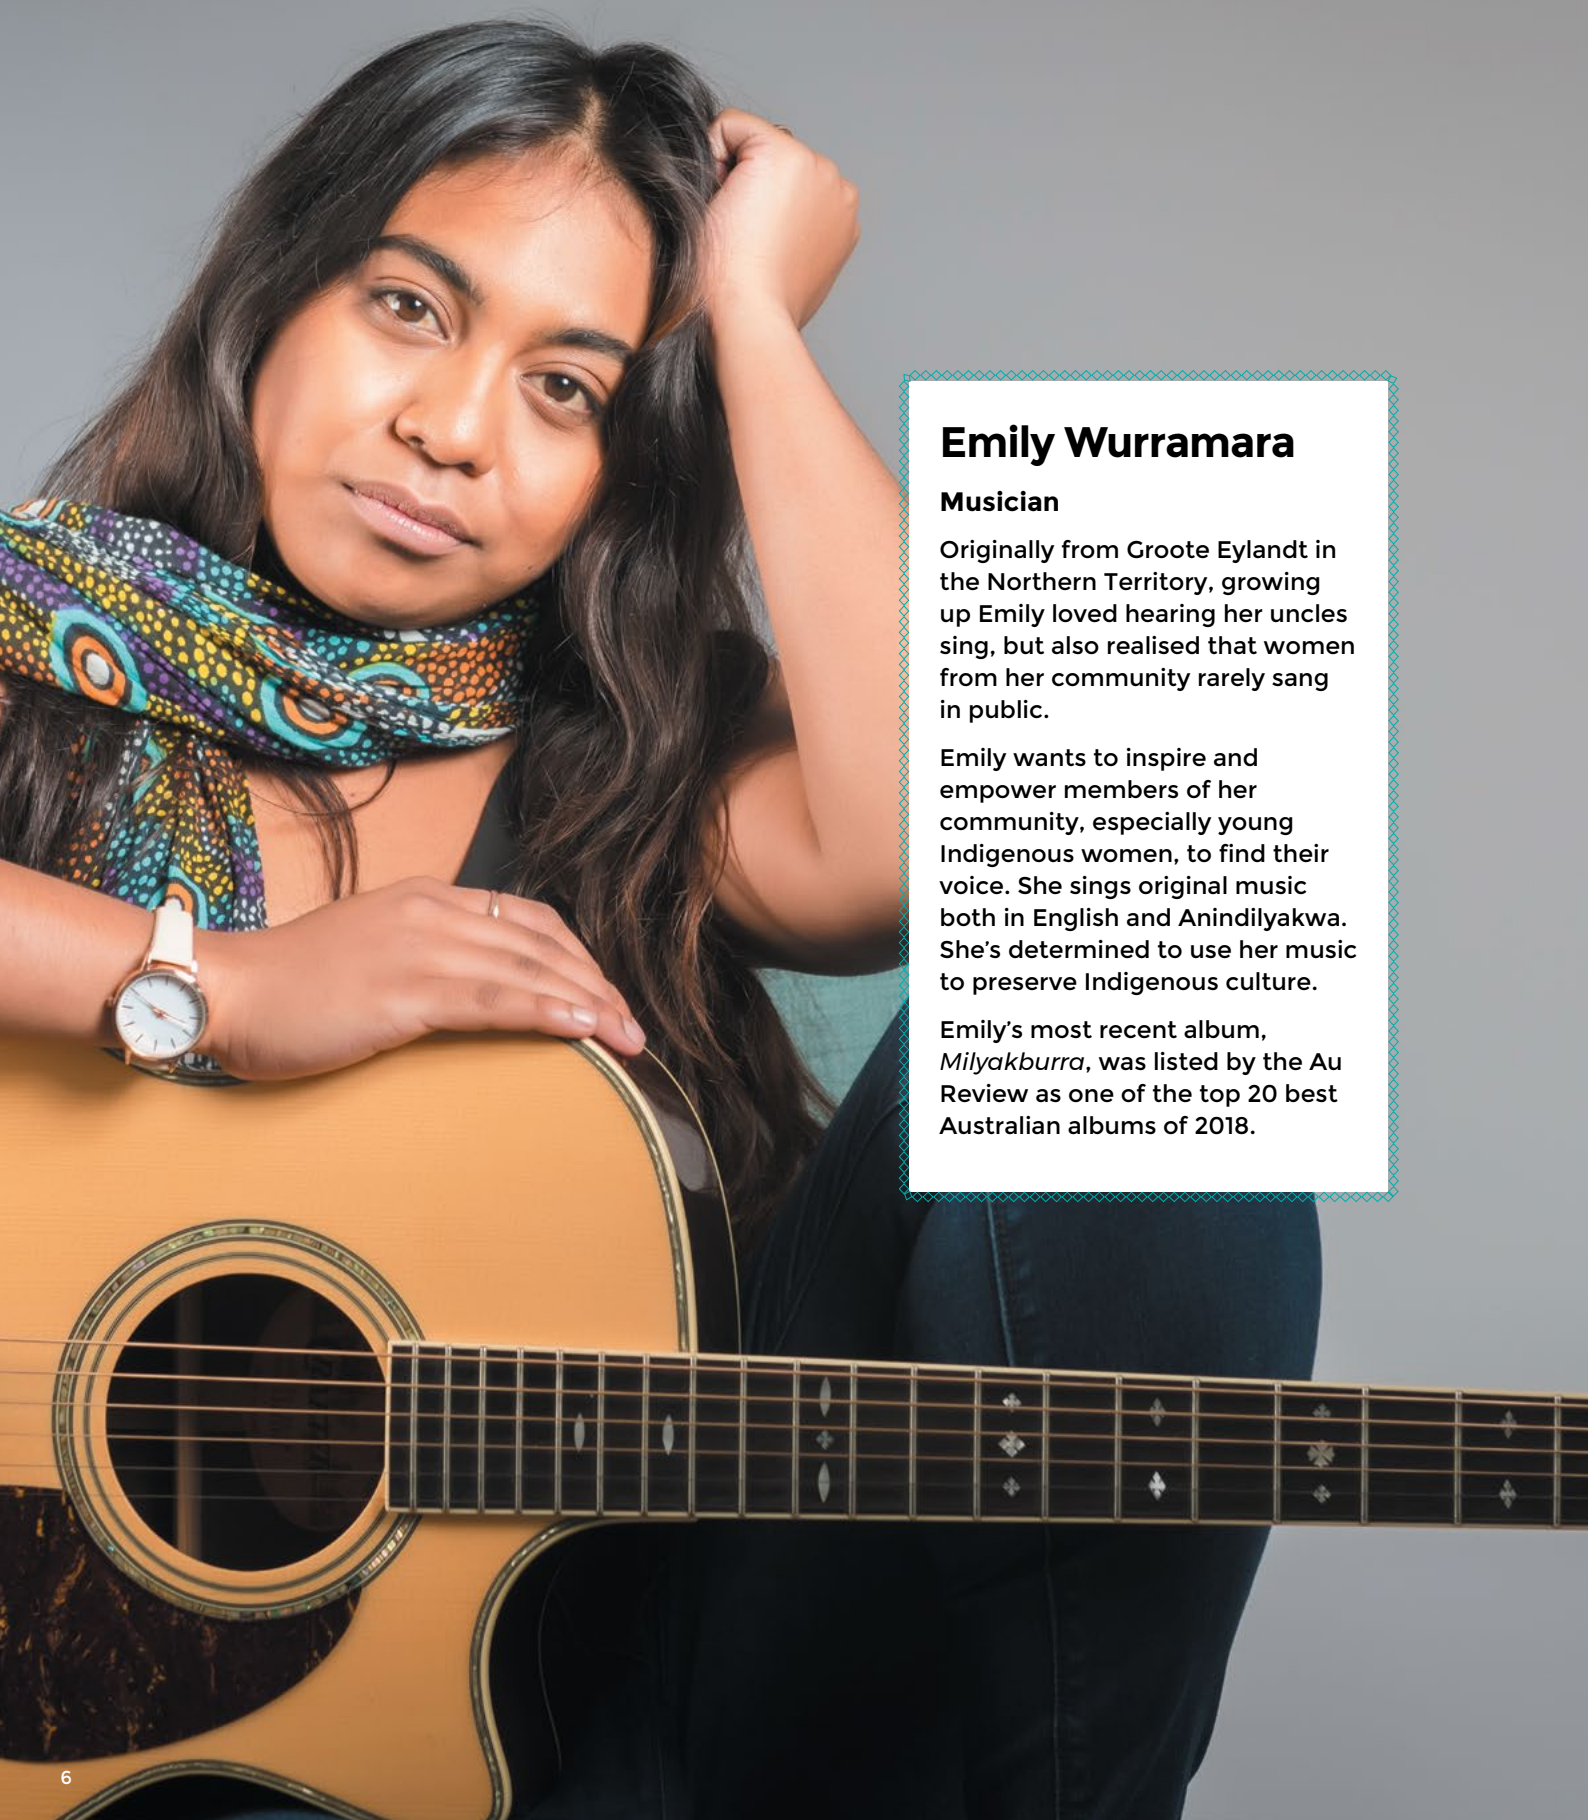 Emily Wurramara
Musician
Originally from Groote Eylandt in
the Northern Territory, growing
up Emily loved hearing her uncles
sing, but also realised that women
from her community rarely sang
in public.
Emily wants to inspire and
empower members of her
community, especially young
Indigenous women, to find their
voice. She sings original music
both in English and Anindilyakwa.
She’s determined to use her music
to preserve Indigenous culture.
Emily’s most recent album,
Milyakburra, was listed by the Au
Review as one of the top 20 best
Australian albums of 2018.
6